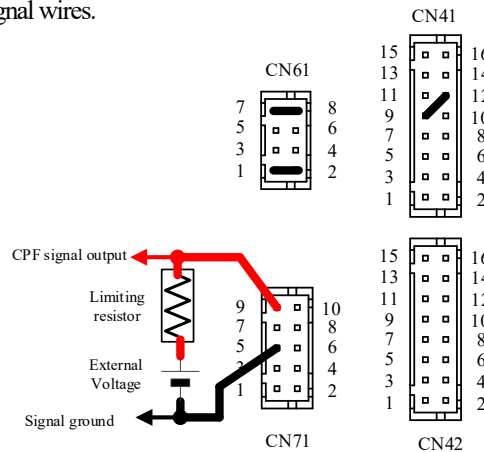 gnal wires.
CN41
CN61
15 16
13 14
11 12
9 10
7 8
5 6
3 4
1 2
7 8
5 6
3 4
1 2
CPF signal output
Limiting
resistor
External
Voltage
Signal ground
9 10
7 8
5 6
3 4
1 2
CN71
15 16
13 14
11 12
9 10
7 8
5 6
3 4
1 2
CN42